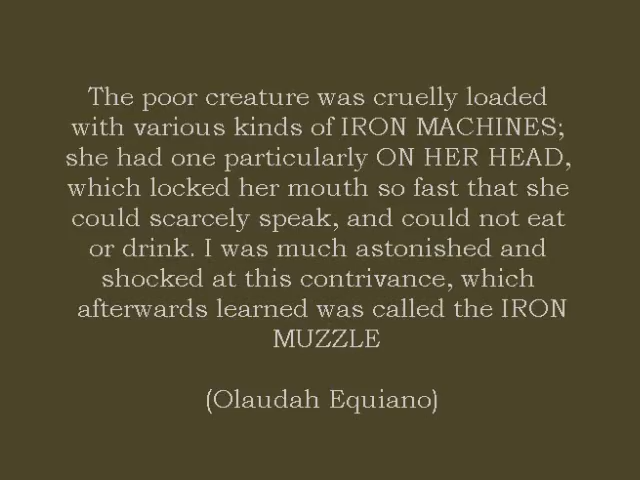 The poor creature was cruelly loaded
with various kinds of IRON MACHINES;
she had one particularly ON HER HEAD,
which locked her mouth so fast that she
could scarcely speak, and could not eat
or drink. I was much astonished and
shocked at this contrivance, which
afterwards learned was called the IRON
MUZZLE
(Olaudah Equiano)